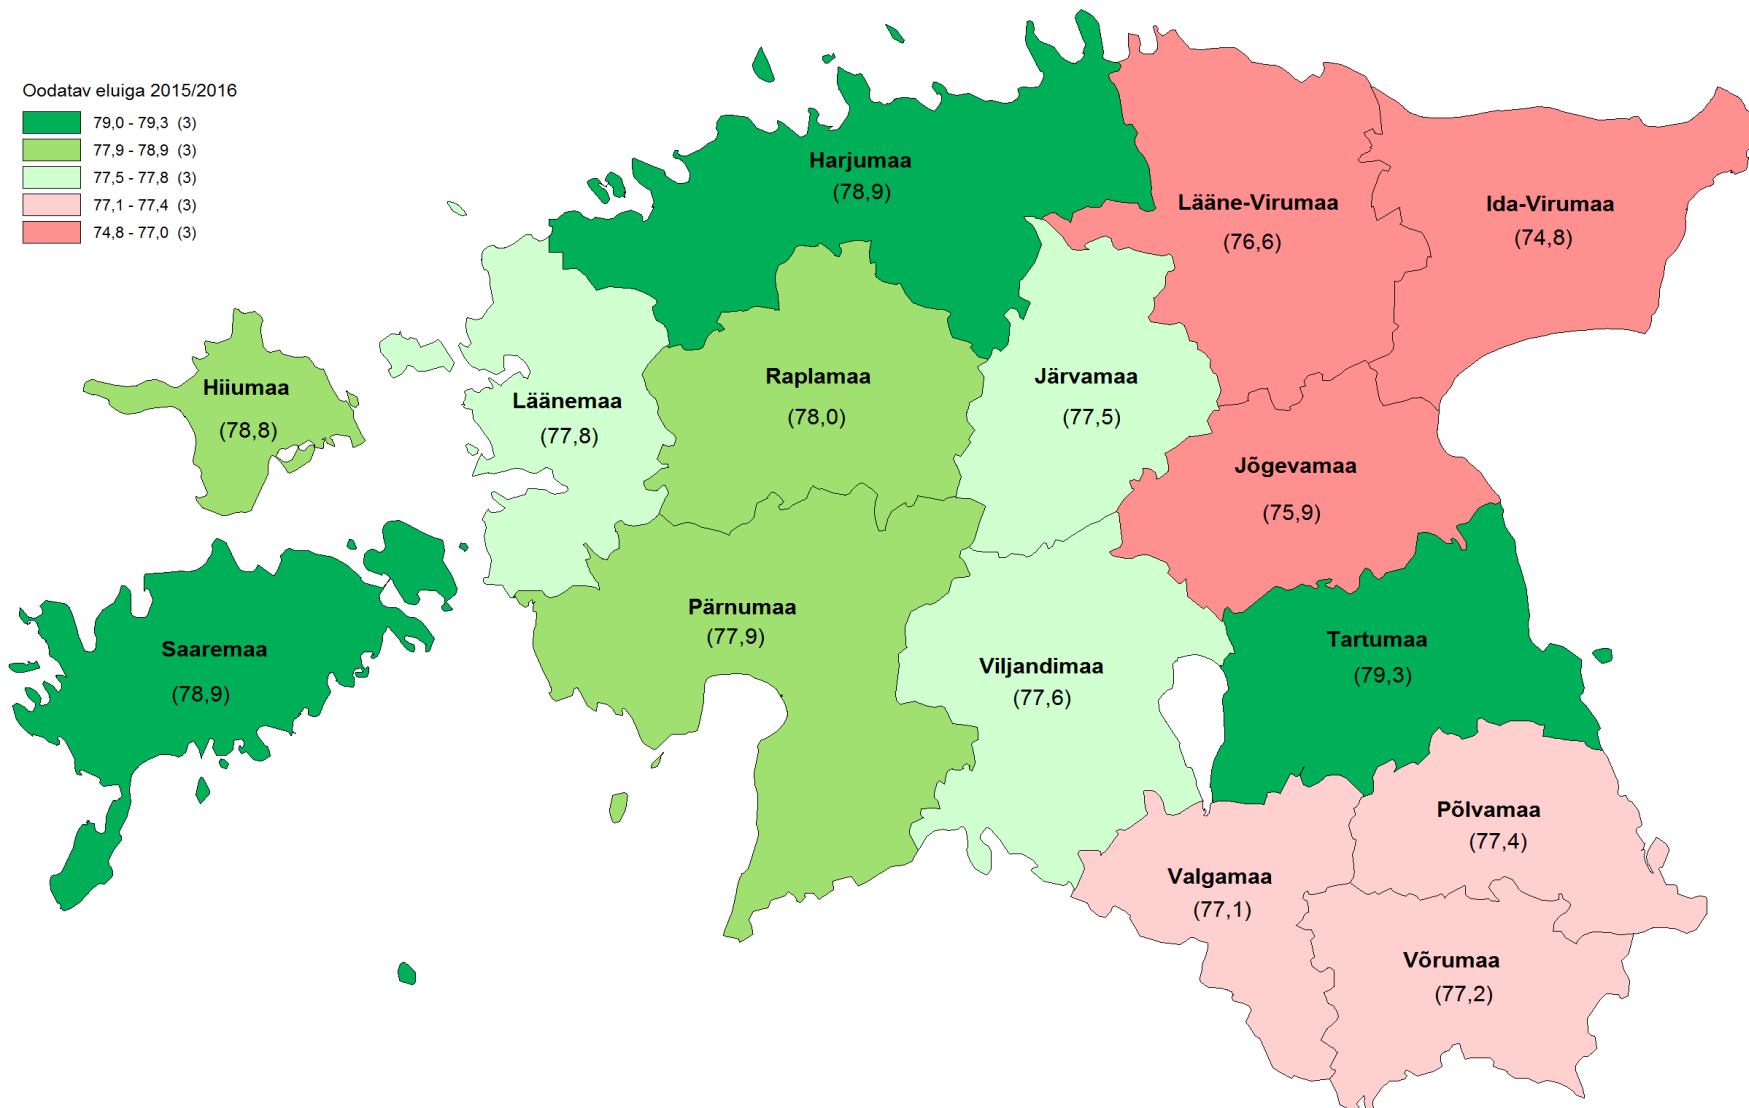 Oodatav eluiga 2015/2016
79,0 - 79,3 (3)
77,9 - 78,9 (3)
77,5 - 77,8 (3)
77,1 - 77,4 (3)
74,8 - 77,0 (3)
Harjumaa
(78,9)
Lääne-Virumaa
(76,6)
Ida-Virumaa
(74,8)
Hiiumaa
(78,8)
Läänemaa
(77,8)
Raplamaa
(78,0)
Järvamaa
(77,5)
Jõgevamaa
(75,9)
Saaremaa
(78,9)
Pärnumaa
(77,9)
Viljandimaa
(77,6)
Tartumaa
(79,3)
Valgamaa
(77,1)
Põlvamaa
(77,4)
Võrumaa
(77,2)